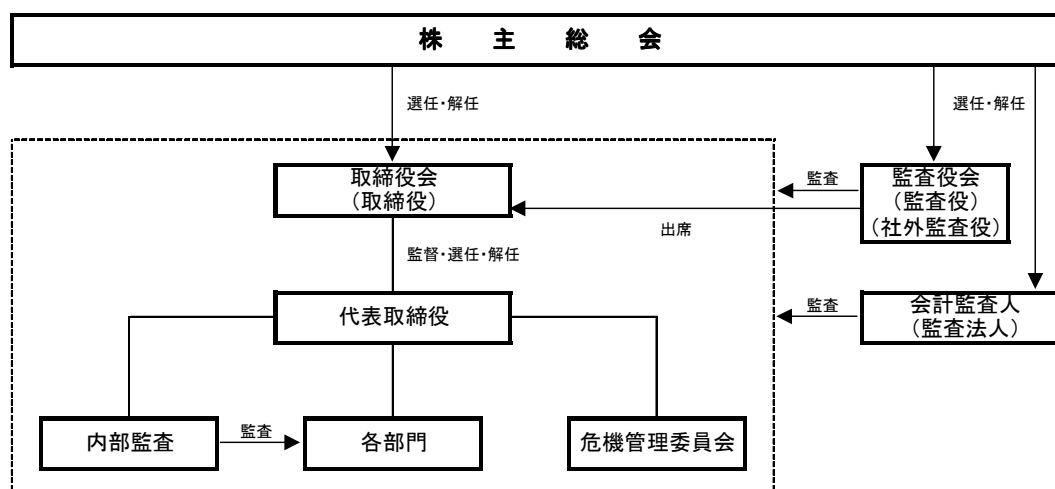 株 主 総 会
選任・解任
選任・解任
取締役会
（取締役）
監査
監査役会
（監査役）
（社外監査役）
出席
監督・選任・解任
代表取締役
監査
会計監査人
（監査法人）
内部監査
監査
各部門
危機管理委員会